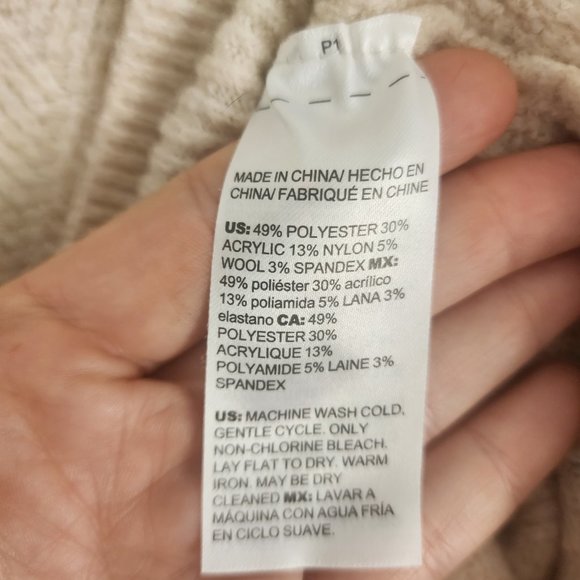 P1
MADE IN CHINA/ HECHO EN
CHINA/ FABRIQUÉ EN CHINE
US: 49% POLYESTER 30%
ACRYLIC 13% NYLON 5%
WOOL 3% SPANDEX MX:
49% poliéster 30% acrílico
13% poliamida 5% LANA 3%
elastano CA: 49%
POLYESTER 30%
ACRYLIQUE 13%
POLYAMIDE 5% LAINE 3%
SPANDEX
US: MACHINE WASH COLD,
GENTLE CYCLE. ONLY
NON-CHLORINE BLEACH.
LAY FLAT TO DRY. WARM
IRON. MAY BE DRY
CLEANED MX: LAVAR A
MÁQUINA CON AGUA FRÍA
EN CICLO SUAVE.